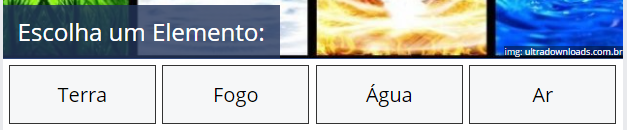 Escolha um Elemento:
img: ultradownloads.com.br
Terra
Fogo
Água
Ar